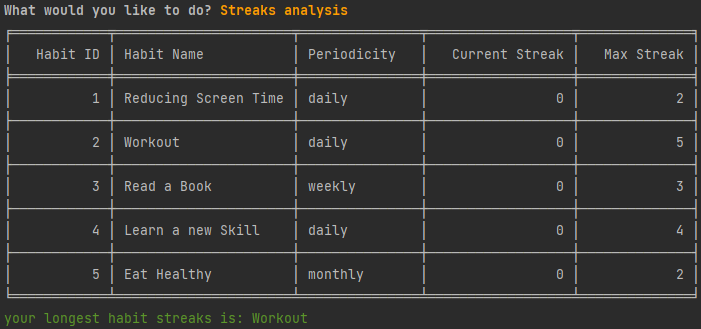 What would you like to do? Streaks analysis
Habit ID Habit Name Periodicity Current Streak Max Streak
1 Reducing Screen Time daily 0 2
2 Workout daily 0 5
3 Read a Book weekly 0 3
4 Learn a new Skill daily 0 4
5 Eat Healthy monthly 0 2
your longest habit streaks is: Workout